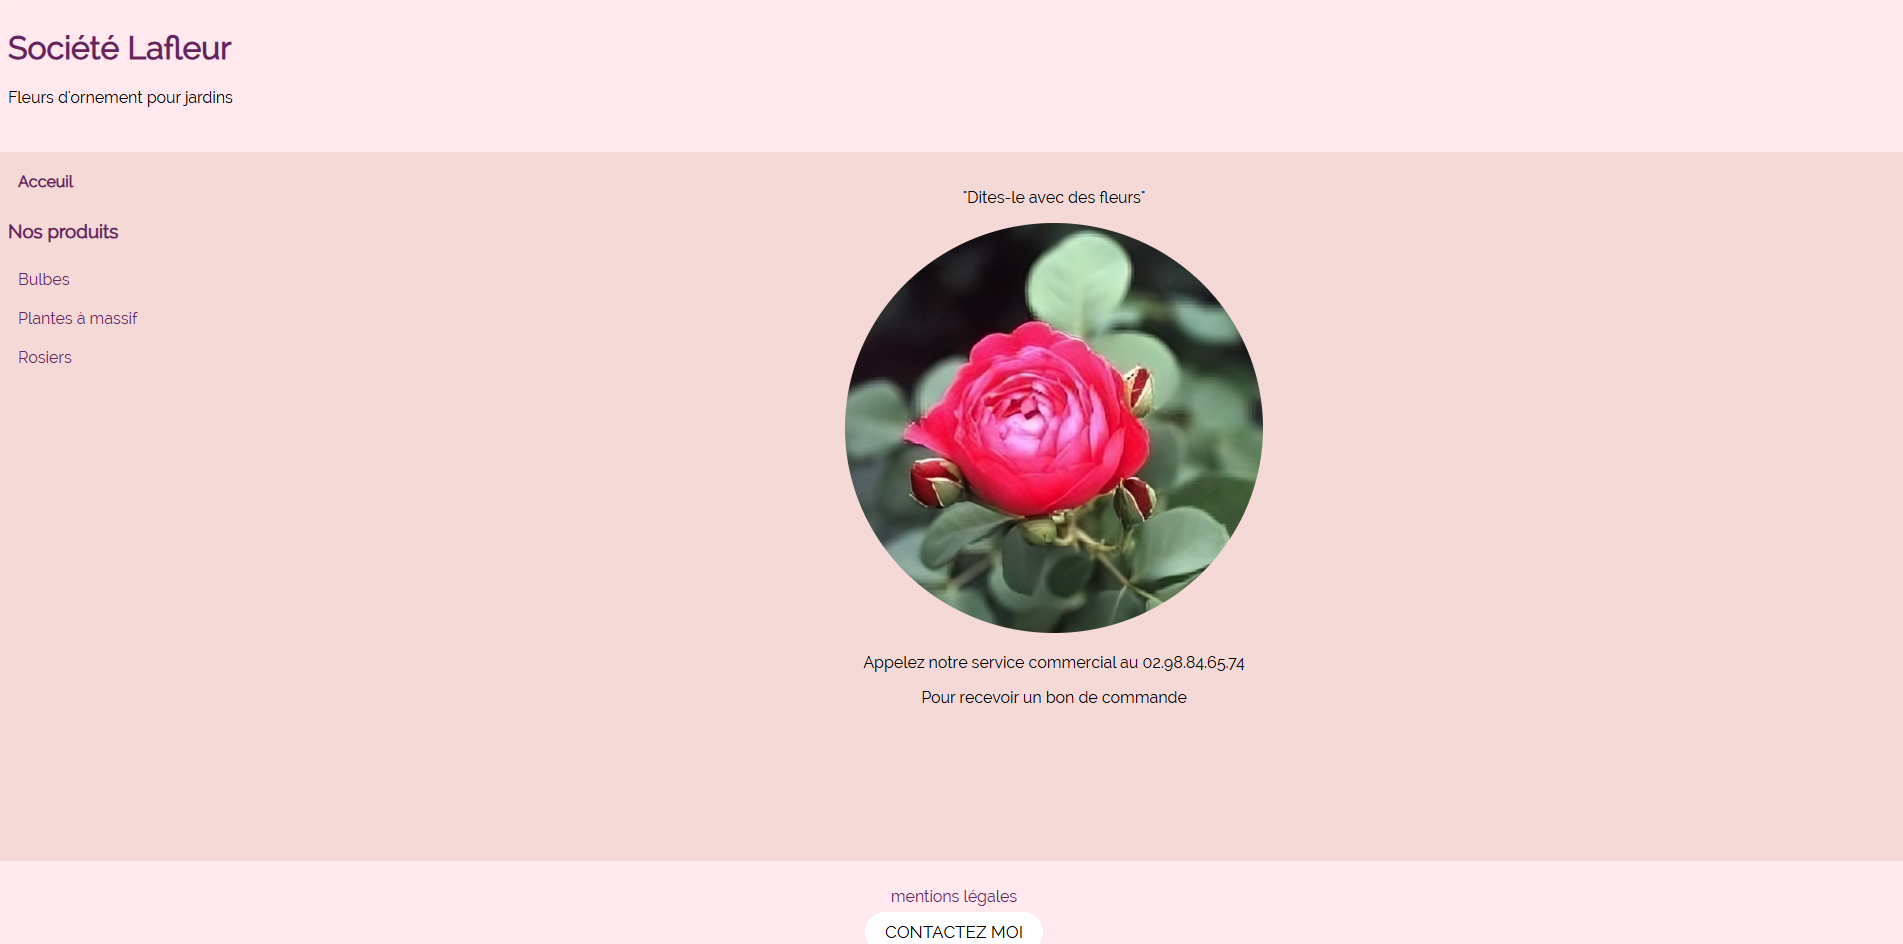 Société Lafleur
Fleurs d'ornement pour jardins
Acceuil
Nos produits
Bulbes
Plantes à massif
Rosiers
"Dites-le avec des fleurs"
Appelez notre service commercial au 02.98.84.65.74
Pour recevoir un bon de commande
mentions légales
CONTACTEZ MOI